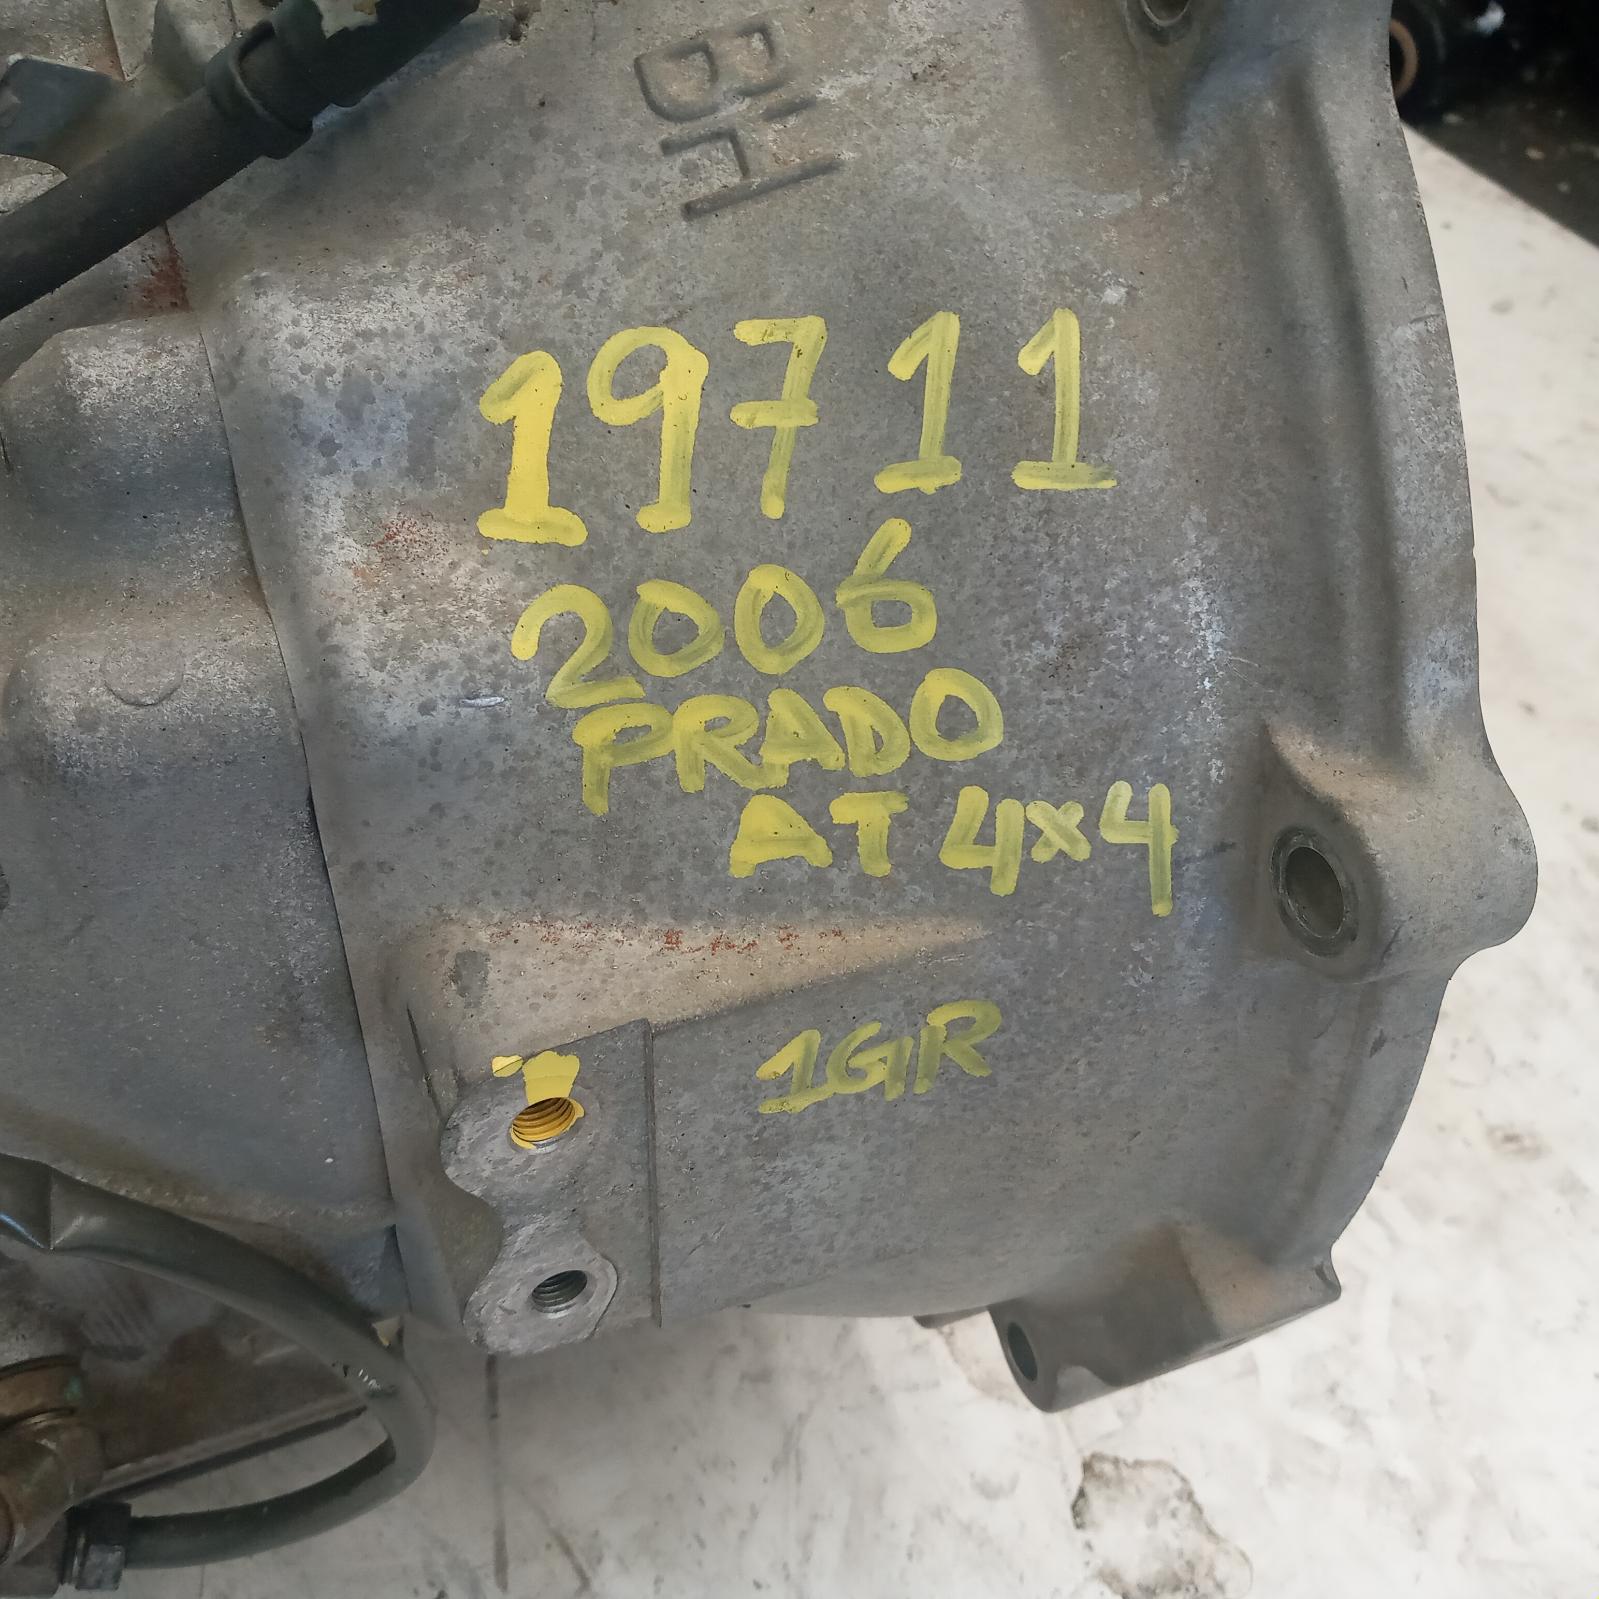 BH
19711
2006
PRADO
AT 4x4
1GR